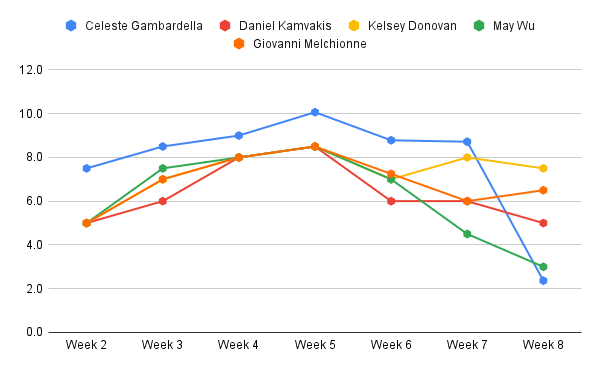 Celeste Gambardella Daniel Kamvakis Kelsey Donovan May Wu
Giovanni Melchionne
12.0
10.0
8.0
6.0
4.0
2.0
0.0
Week 2 Week 3 Week 4 Week 5 Week 6 Week 7 Week 8